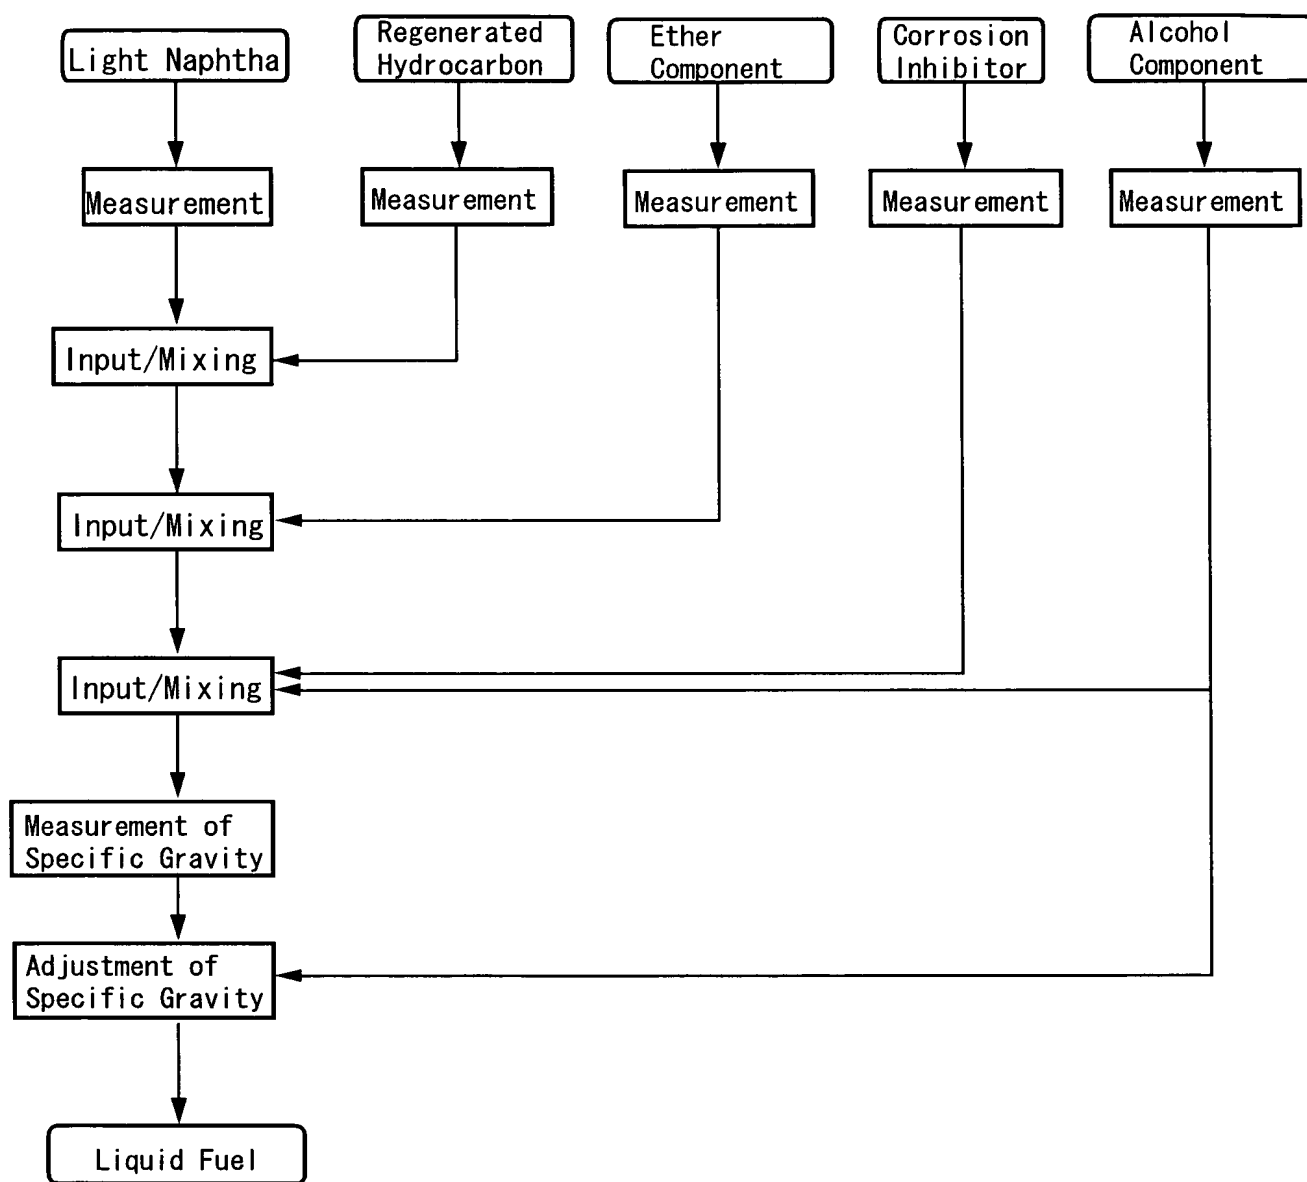 Light Naphtha
Regenerated
Hydrocarbon
Ether
Component
Corrosion
Inhibitor
Alcohol
Component
Measurement
Measurement
Measurement
Measurement
Measurement
Input/Mixing
Input/Mixing
Input/Mixing
Measurement of
Specific Gravity
Adjustment of
Specific Gravity
Liquid Fuel